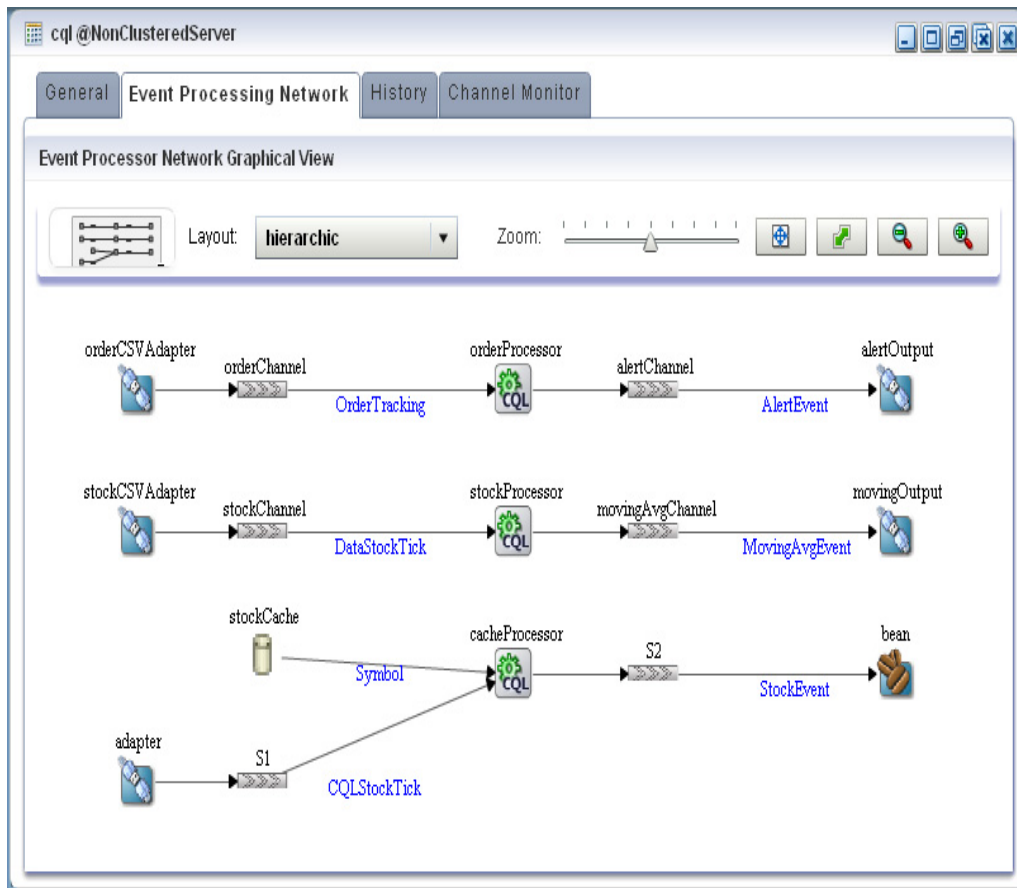 cql @NonClusteredServer
General Event Processing Network History Channel Monitor
Event Processor Network Graphical View
Layout: hierarchic Zoom:
orderCSVAdapter
orderChannel
OrderTracking
orderProcessor
CQL
alertChannel
AlertEvent
alertOutput
stockCSVAdapter
stockChannel
DataStockTick
stockProcessor
CQL
movingAvgChannel
MovingAvgEvent
movingOutput
stockCache
Symbol
cacheProcessor
CQL
S2
StockEvent
bean
adapter
S1
CQLStockTick